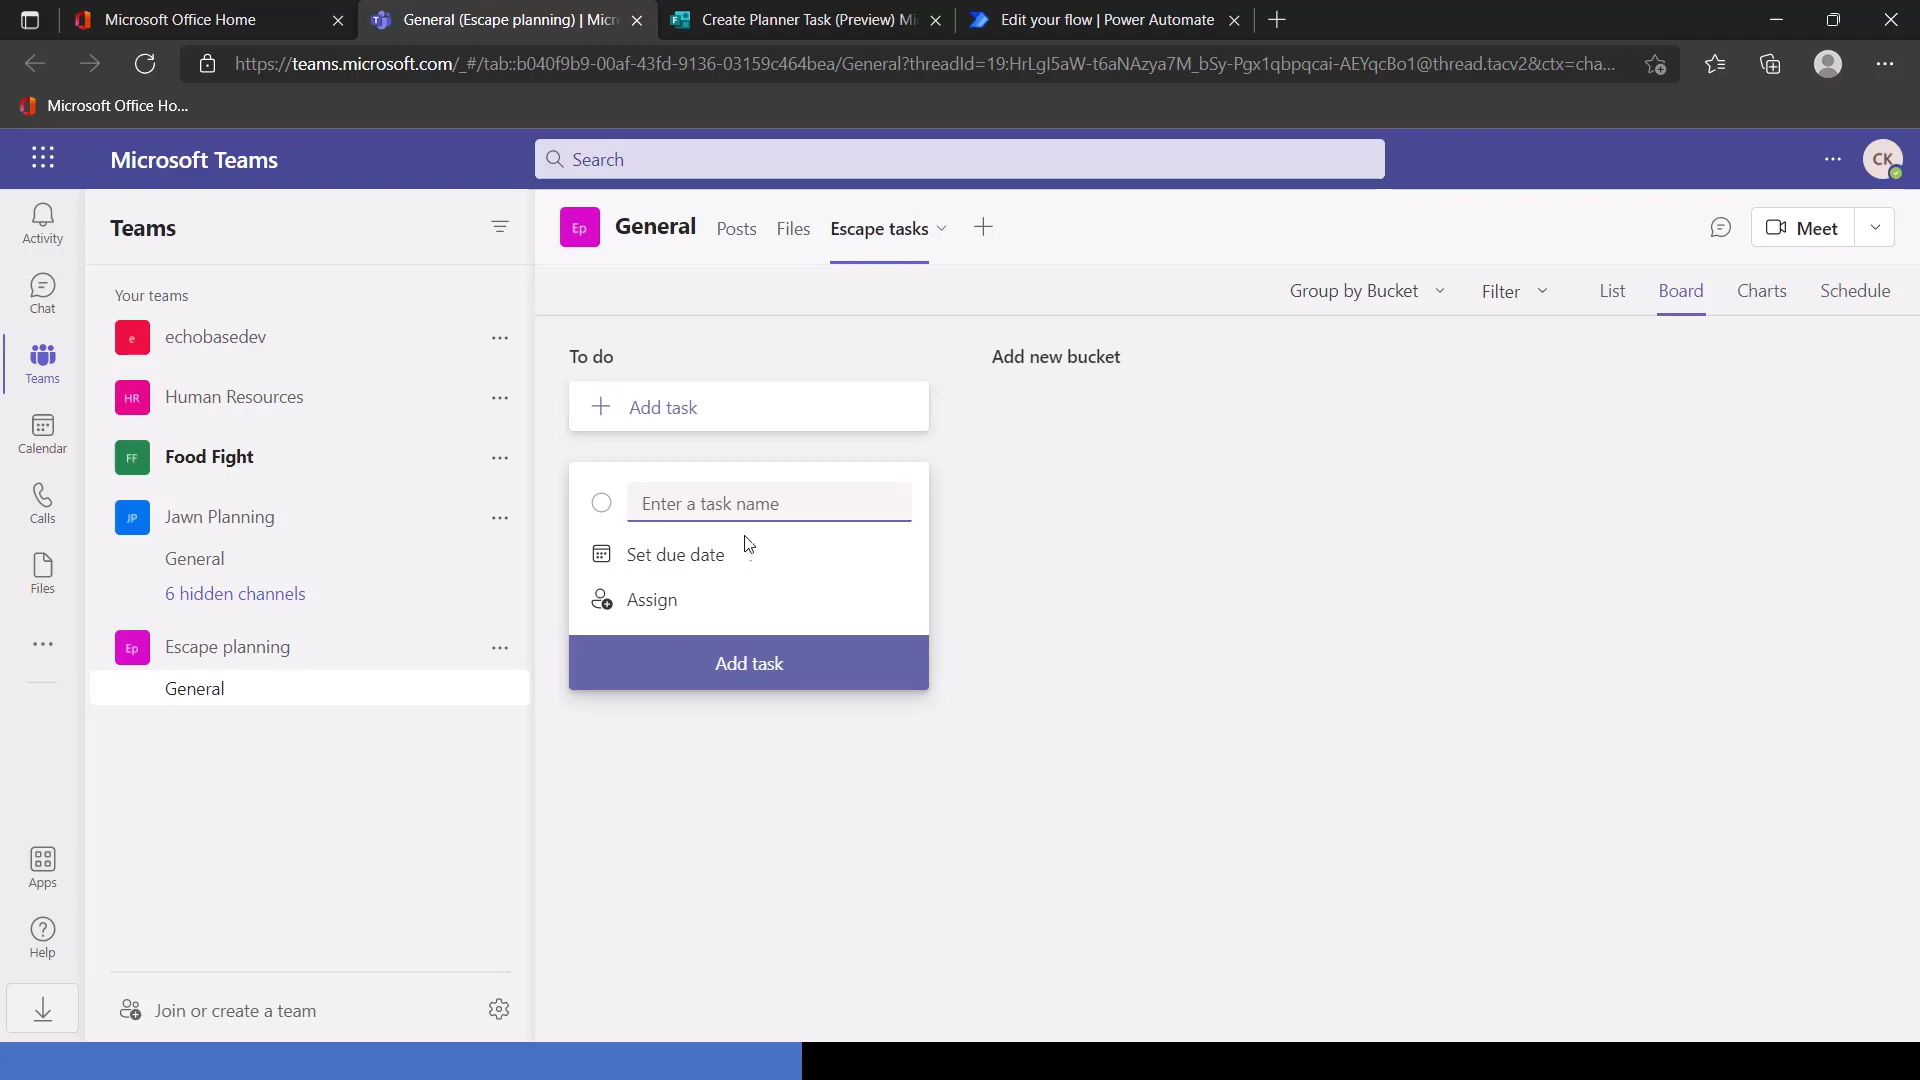 Microsoft Office Home
General (Escape planning) | Micr
Create Planner Task (Preview) Mi
Edit your flow | Power Automate
https://teams.microsoft.com/_#/tab::b040f9b9-00af-43fd-9136-03159c464bea/General?threadId=19:HrLgI5aW-t6aNAzya7M_bSy-Pgx1qbpqcai-AEYqcBo1@thread.tacv2&ctx=cha...
Microsoft Office Ho...
Microsoft Teams
Search
CK
Activity
Chat
Teams
Calendar
Calls
Files
Apps
Help
Teams
Your teams
e echobasedev
HR Human Resources
FF Food Fight
JP Jawn Planning
General
6 hidden channels
Ep Escape planning
General
Join or create a team
Ep General Posts Files Escape tasks
Meet
Group by Bucket Filter List Board Charts Schedule
To do
Add new bucket
Add task
Enter a task name
Set due date
Assign
Add task